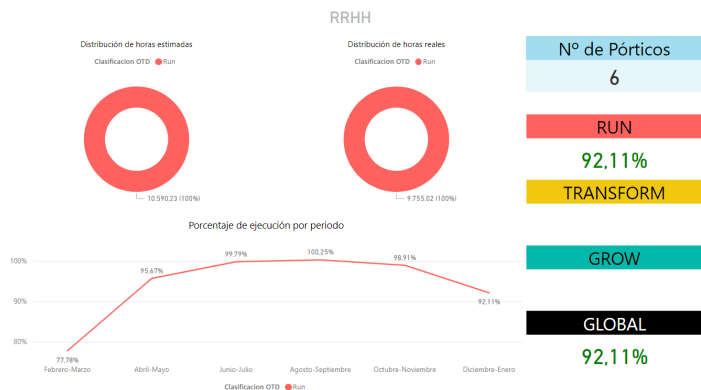 RRHH
Distribución de horas estimadas
Clasificacion OTD Run
10.590.23 (100%)
Distribución de horas reales
Clasificacion OTD Run
9.755.02 (100%)
Nº de Pórticos
6
RUN
92,11%
TRANSFORM
GROW
GLOBAL
92,11%
Porcentaje de ejecución por periodo
100%
90%
80%
77.78%
95,67%
99,79%
100,25%
98,91%
92,11%
Febrero-Marzo
Abril-Mayo
Junio-Julio
Agosto-Septiembre
Octubre-Noviembre
Diciembre-Enero
Clasificacion OTD Run